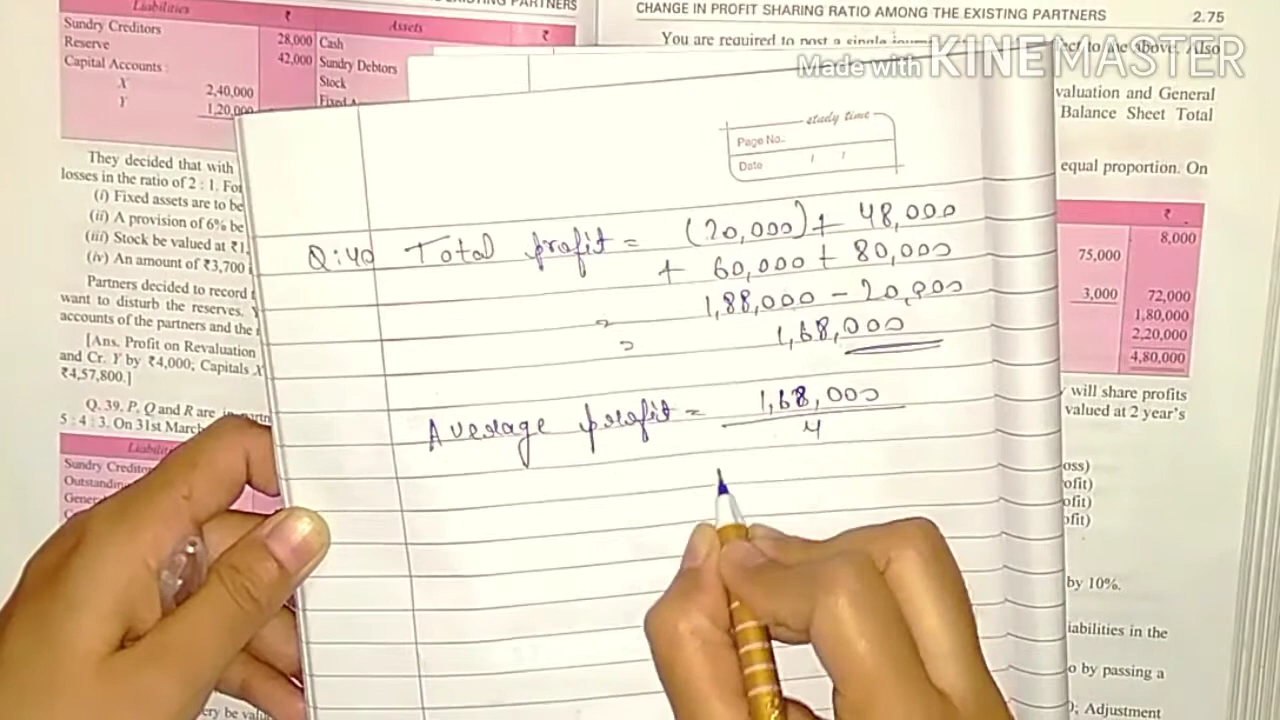 EXISTING PARTNERS
Liabilities ₹ Assets ₹
Sundry Creditors 28,000 Cash
Reserve 42,000 Sundry Debtors
Capital Accounts : Stock
X 2,40,000 Fixed
Y 1,20,000
They decided that with
losses in the ratio of 2 : 1. For
(i) Fixed assets are to be
(ii) A provision of 6% be
(iii) Stock be valued at ₹1,
(iv) An amount of ₹3,700
Partners decided to record
want to disturb the reserves.
accounts of the partners and the
[Ans. Profit on Revaluation
and Cr. Y by ₹4,000; Capitals X
₹4,57,800.]
Q. 39. P, Q and R are in
5 : 4 : 3. On 31st March
Sundry Creditor
Outstanding
CHANGE IN PROFIT SHARING RATIO AMONG THE EXISTING PARTNERS 2.75
You are required to post a single
to the above. Also
Made with KINEMASTER
valuation and General
Balance Sheet Total
equal proportion. On
₹
8,000
75,000
3,000 72,000
1,80,000
2,20,000
4,80,000
will share profits
valued at 2 year's
by 10%.
iabilities in the
o by passing a
Adjustment
study time
Page No..
Date / /
Q:40 Total profit = (20,000) + 48,000
+ 60,000 + 80,000
= 1,88,000 - 20,000
= 1,68,000
Average profit = 1,68,000
4